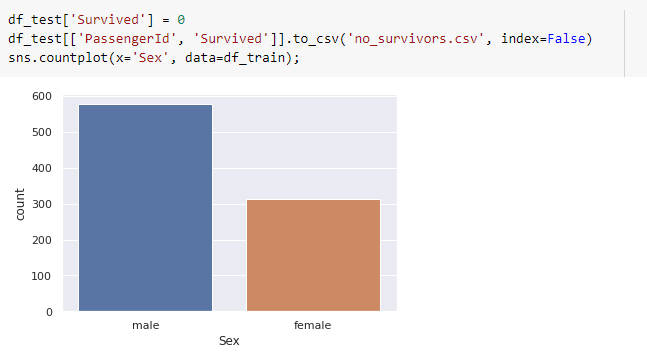 df_test['Survived'] = 0
df_test[['PassengerId', 'Survived']].to_csv('no_survivors.csv', index=False)
sns.countplot(x='Sex', data=df_train);
600
500
400
300
200
100
0
count
male female
Sex